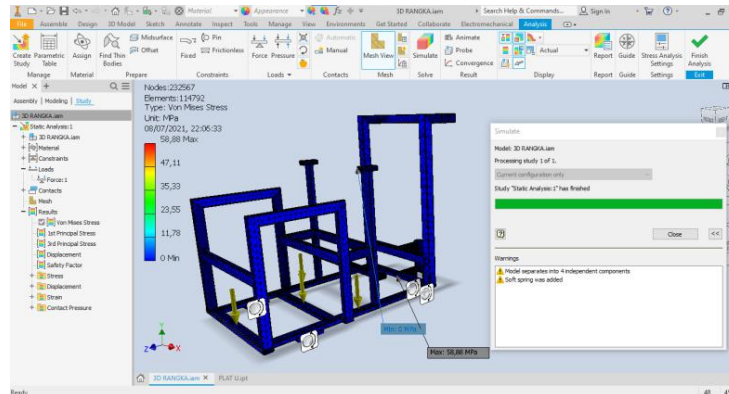 Material
Appearance
fx
3D RANGKA.iam
Search Help & Commands...
Sign in
File Assemble Design 3D Model Sketch Annotate Inspect Tools Manage View Environments Get Started Collaborate Electromechanical Analysis
Create Study
Parametric Table
Assign
Find Thin Bodies
Midsurface
Offset
Fixed
Pin
Frictionless
Force Pressure
Automatic
Manual
Mesh View
Simulate
Animate
Probe
Convergence
Actual
Report Guide
Stress Analysis Settings
Finish Analysis
Manage Material Prepare Constraints Loads Contacts Mesh Solve Result Display Report Guide Settings Exit
Model
Assembly | Modeling | Study
3D RANGKA.iam
Static Analysis:1
3D RANGKA.iam
Material
Constraints
Loads
Force:1
Contacts
Mesh
Results
Von Mises Stress
1st Principal Stress
3rd Principal Stress
Displacement
Safety Factor
Stress
Displacement
Strain
Contact Pressure
Nodes:232567
Elements:114792
Type: Von Mises Stress
Unit: MPa
08/07/2021, 22:06:33
58,88 Max
47,11
35,33
23,55
11,78
0 Min
Min: 0 MPa
Max: 58,88 MPa
Y
Z
X
Simulate
Model: 3D RANGKA.iam
Processing study 1 of 1.
Current configuration only
Study "Static Analysis:1" has finished
Close
<<
Warnings
Model separates into 4 independent components
Soft spring was added
3D RANGKA.iam
PLAT U.ipt
Ready